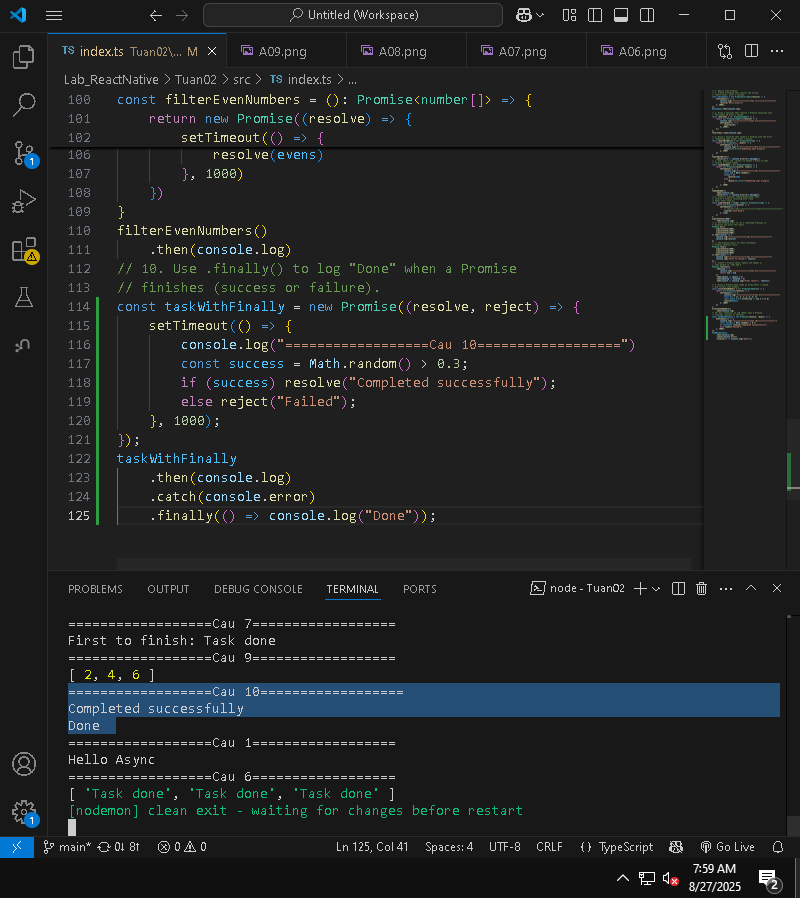 Untitled (Workspace)
TS index.ts Tuan02\... M
A09.png
A08.png
A07.png
A06.png
Lab_ReactNative > Tuan02 > src > TS index.ts > ...
100 const filterEvenNumbers = (): Promise<number[]> => {
101 return new Promise((resolve) => {
102 setTimeout(() => {
106 resolve(evens)
107 }, 1000)
108 })
109 }
110 filterEvenNumbers()
111 .then(console.log)
112 // 10. Use .finally() to log "Done" when a Promise
113 // finishes (success or failure).
114 const taskWithFinally = new Promise((resolve, reject) => {
115 setTimeout(() => {
116 console.log("==================Cau 10==================")
117 const success = Math.random() > 0.3;
118 if (success) resolve("Completed successfully");
119 else reject("Failed");
120 }, 1000);
121 });
122 taskWithFinally
123 .then(console.log)
124 .catch(console.error)
125 .finally(() => console.log("Done"));
PROBLEMS OUTPUT DEBUG CONSOLE TERMINAL PORTS
node - Tuan02
==================Cau 7==================
First to finish: Task done
==================Cau 9==================
[ 2, 4, 6 ]
==================Cau 10==================
Completed successfully
Done
==================Cau 1==================
Hello Async
==================Cau 6==================
[ 'Task done', 'Task done', 'Task done' ]
[nodemon] clean exit - waiting for changes before restart
1
1
main* 0↓ 8↑ 0 0 Ln 125, Col 41 Spaces: 4 UTF-8 CRLF {} TypeScript Go Live
7:59 AM
8/27/2025
2